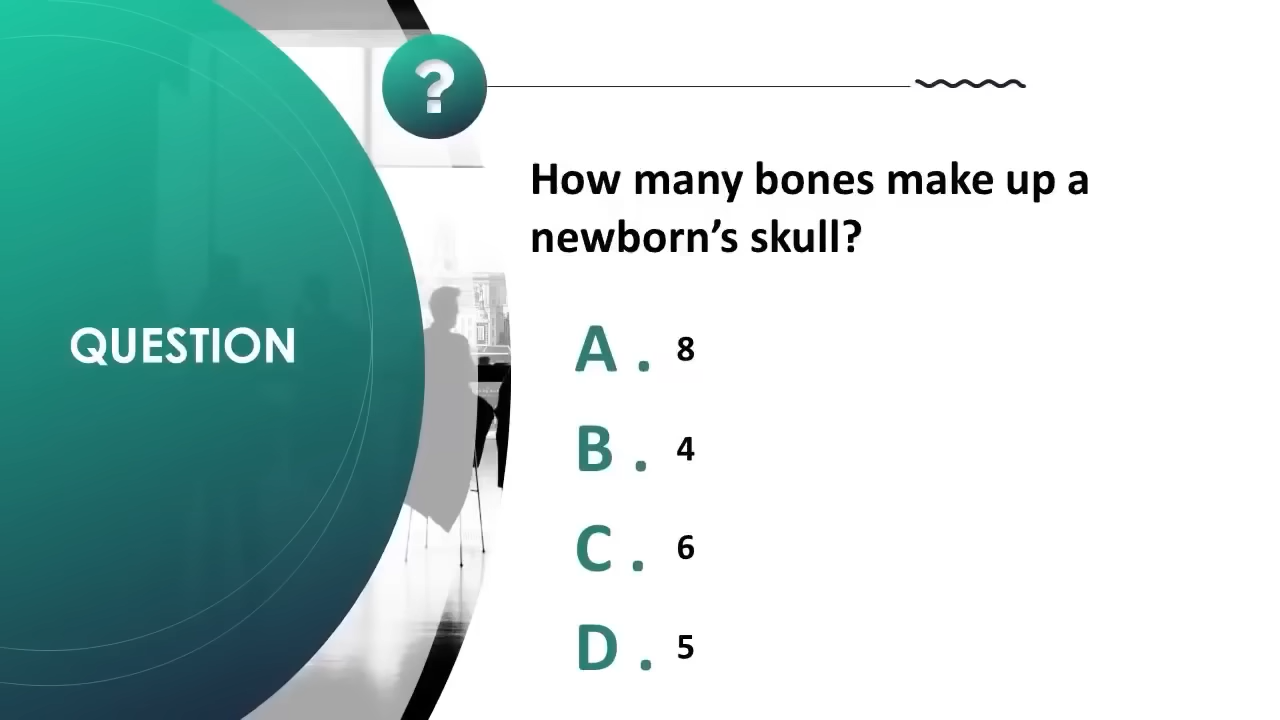 ?
How many bones make up a
newborn’s skull?
QUESTION
A . 8
B . 4
C . 6
D . 5